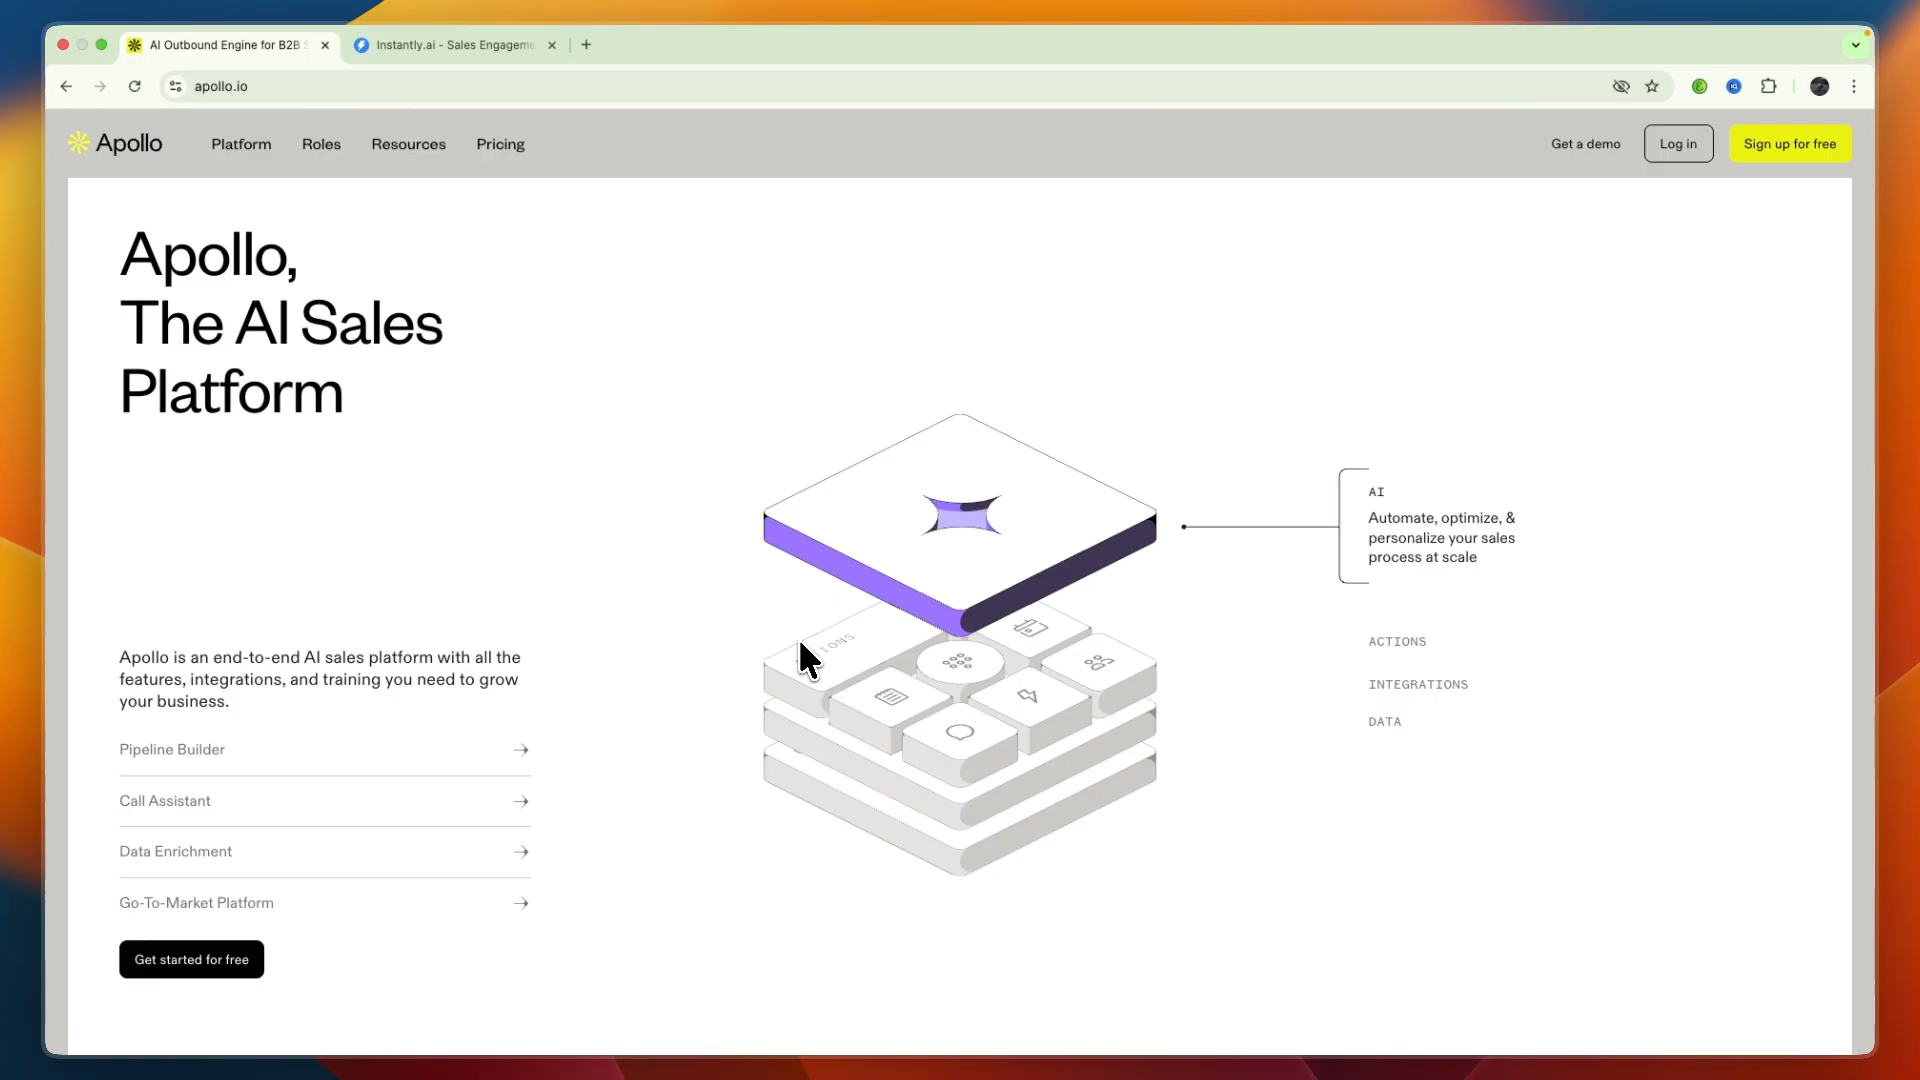 AI Outbound Engine for B2B S
Instantly.ai - Sales Engageme
apollo.io
Apollo
Platform
Roles
Resources
Pricing
Get a demo
Log in
Sign up for free
Apollo,
The AI Sales
Platform
AI
Automate, optimize, &
personalize your sales
process at scale
ACTIONS
INTEGRATIONS
DATA
Apollo is an end-to-end AI sales platform with all the
features, integrations, and training you need to grow
your business.
Pipeline Builder
Call Assistant
Data Enrichment
Go-To-Market Platform
Get started for free